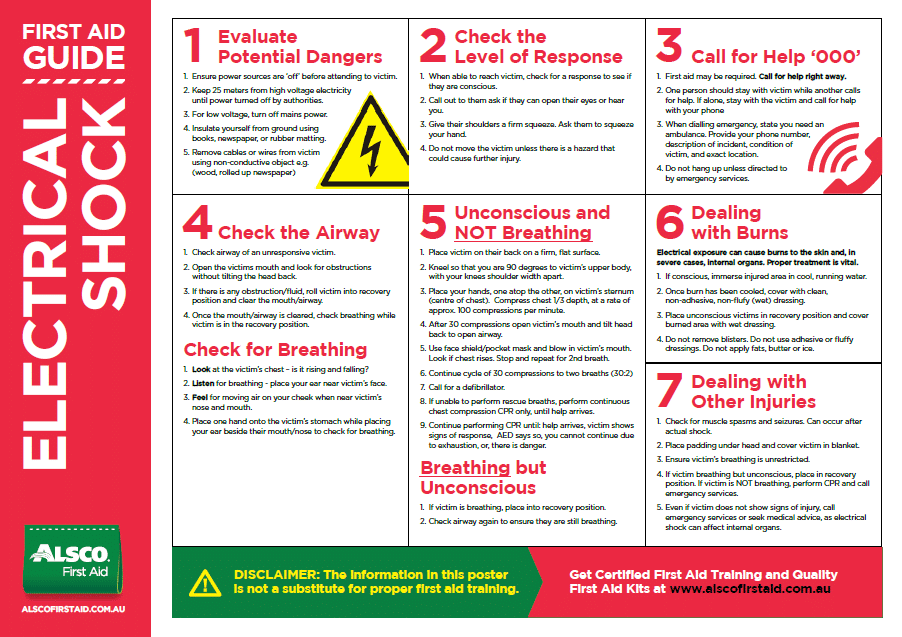 FIRST AID
GUIDE
ELECTRICAL
SHOCK
ALSCO
First Aid
ALSCOFIRSTAID.COM.AU
1 Evaluate
Potential Dangers
1. Ensure power sources are 'off' before attending to victim.
2. Keep 25 meters from high voltage electricity
until power turned off by authorities.
3. For low voltage, turn off mains power.
4. Insulate yourself from ground using
books, newspaper, or rubber matting.
5. Remove cables or wires from victim
using non-conductive object e.g.
(wood, rolled up newspaper)
2 Check the
Level of Response
1. When able to reach victim, check for a response to see if
they are conscious.
2. Call out to them ask if they can open their eyes or hear
you.
3. Give their shoulders a firm squeeze. Ask them to squeeze
your hand.
4. Do not move the victim unless there is a hazard that
could cause further injury.
3 Call for Help '000'
1. First aid may be required. Call for help right away.
2. One person should stay with victim while another calls
for help. If alone, stay with the victim and call for help
with your phone
3. When dialling emergency, state you need an
ambulance. Provide your phone number,
description of incident, condition of
victim, and exact location.
4. Do not hang up unless directed to
by emergency services.
4 Check the Airway
1. Check airway of an unresponsive victim.
2. Open the victims mouth and look for obstructions
without tilting the head back.
3. If there is any obstruction/fluid, roll victim into recovery
position and clear the mouth/airway.
4. Once the mouth/airway is cleared, check breathing while
victim is in the recovery position.
Check for Breathing
1. Look at the victim's chest - is it rising and falling?
2. Listen for breathing - place your ear near victim's face.
3. Feel for moving air on your cheek when near victim's
nose and mouth.
4. Place one hand onto the victim's stomach while placing
your ear beside their mouth/nose to check for breathing.
5 Unconscious and
NOT Breathing
1. Place victim on their back on a firm, flat surface.
2. Kneel so that you are 90 degrees to victim's upper body,
with your knees shoulder width apart.
3. Place your hands, one atop the other, on victim's sternum
(centre of chest). Compress chest 1/3 depth, at a rate of
approx. 100 compressions per minute.
4. After 30 compressions open victim's mouth and tilt head
back to open airway.
5. Use face shield/pocket mask and blow in victim's mouth.
Look if chest rises. Stop and repeat for 2nd breath.
6. Continue cycle of 30 compressions to two breaths (30:2)
7. Call for a defibrillator.
8. If unable to perform rescue breaths, perform continuous
chest compression CPR only, until help arrives.
9. Continue performing CPR until: help arrives, victim shows
signs of response, AED says so, you cannot continue due
to exhaustion, or, there is danger.
Breathing but
Unconscious
1. If victim is breathing, place into recovery position.
2. Check airway again to ensure they are still breathing.
6 Dealing
with Burns
Electrical exposure can cause burns to the skin and, in
severe cases, internal organs. Proper treatment is vital.
1. If conscious, immerse injured area in cool, running water.
2. Once burn has been cooled, cover with clean,
non-adhesive, non-flufy (wet) dressing.
3. Place unconscious victims in recovery position and cover
burned area with wet dressing.
4. Do not remove blisters. Do not use adhesive or fluffy
dressings. Do not apply fats, butter or ice.
7 Dealing with
Other Injuries
1. Check for muscle spasms and seizures. Can occur after
actual shock.
2. Place padding under head and cover victim in blanket.
3. Ensure victim's breathing is unrestricted.
4. If victim breathing but unconscious, place in recovery
position. If victim is NOT breathing, perform CPR and call
emergency services.
5. Even if victim does not show signs of injury, call
emergency services or seek medical advice, as electrical
shock can affect internal organs.
DISCLAIMER: The information in this poster
is not a substitute for proper first aid training.
Get Certified First Aid Training and Quality
First Aid Kits at www.alscofirstaid.com.au